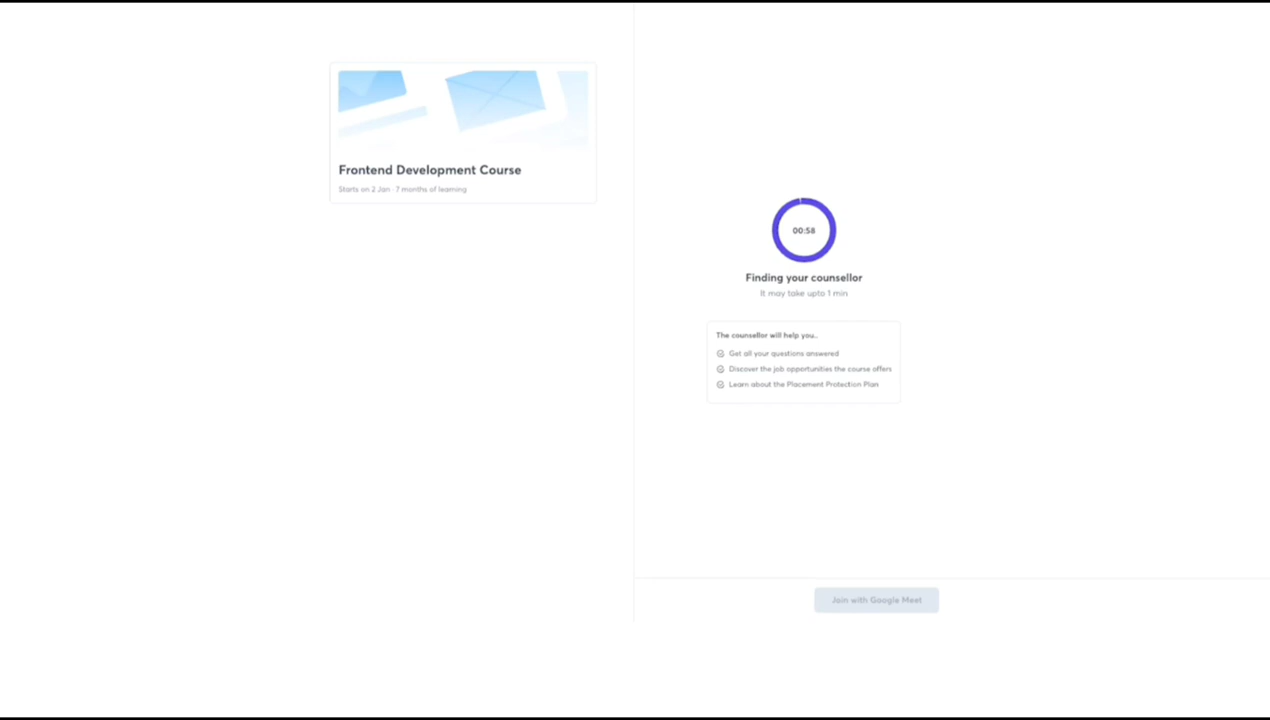 Frontend Development Course
Starts on 2 Jan · 7 months of learning
00:58
Finding your counsellor
It may take upto 1 min
The counsellor will help you..
Get all your questions answered
Discover the job opportunities the course offers
Learn about the Placement Protection Plan
Join with Google Meet